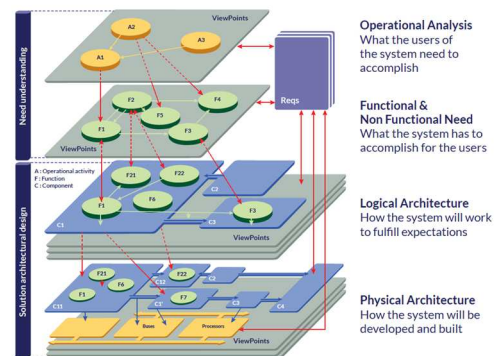 Need understanding
ViewPoints
A2
A3
A1
Operational Analysis
What the users of
the system need to
accomplish
Reqs
F2
F4
F5
F1
F3
ViewPoints
Functional &
Non Functional Need
What the system has to
accomplish for the users
Solution architectural design
A : Operational activity
F : Function
C : Component
F21
F22
C2
F1
F6
F3
C1
C3
ViewPoints
Logical Architecture
How the system will work
to fulfill expectations
F21
F22
C12
C2
F1
F6
F7
C11
C3
C4
Buses
Processors
ViewPoints
Physical Architecture
How the system will be
developed and built